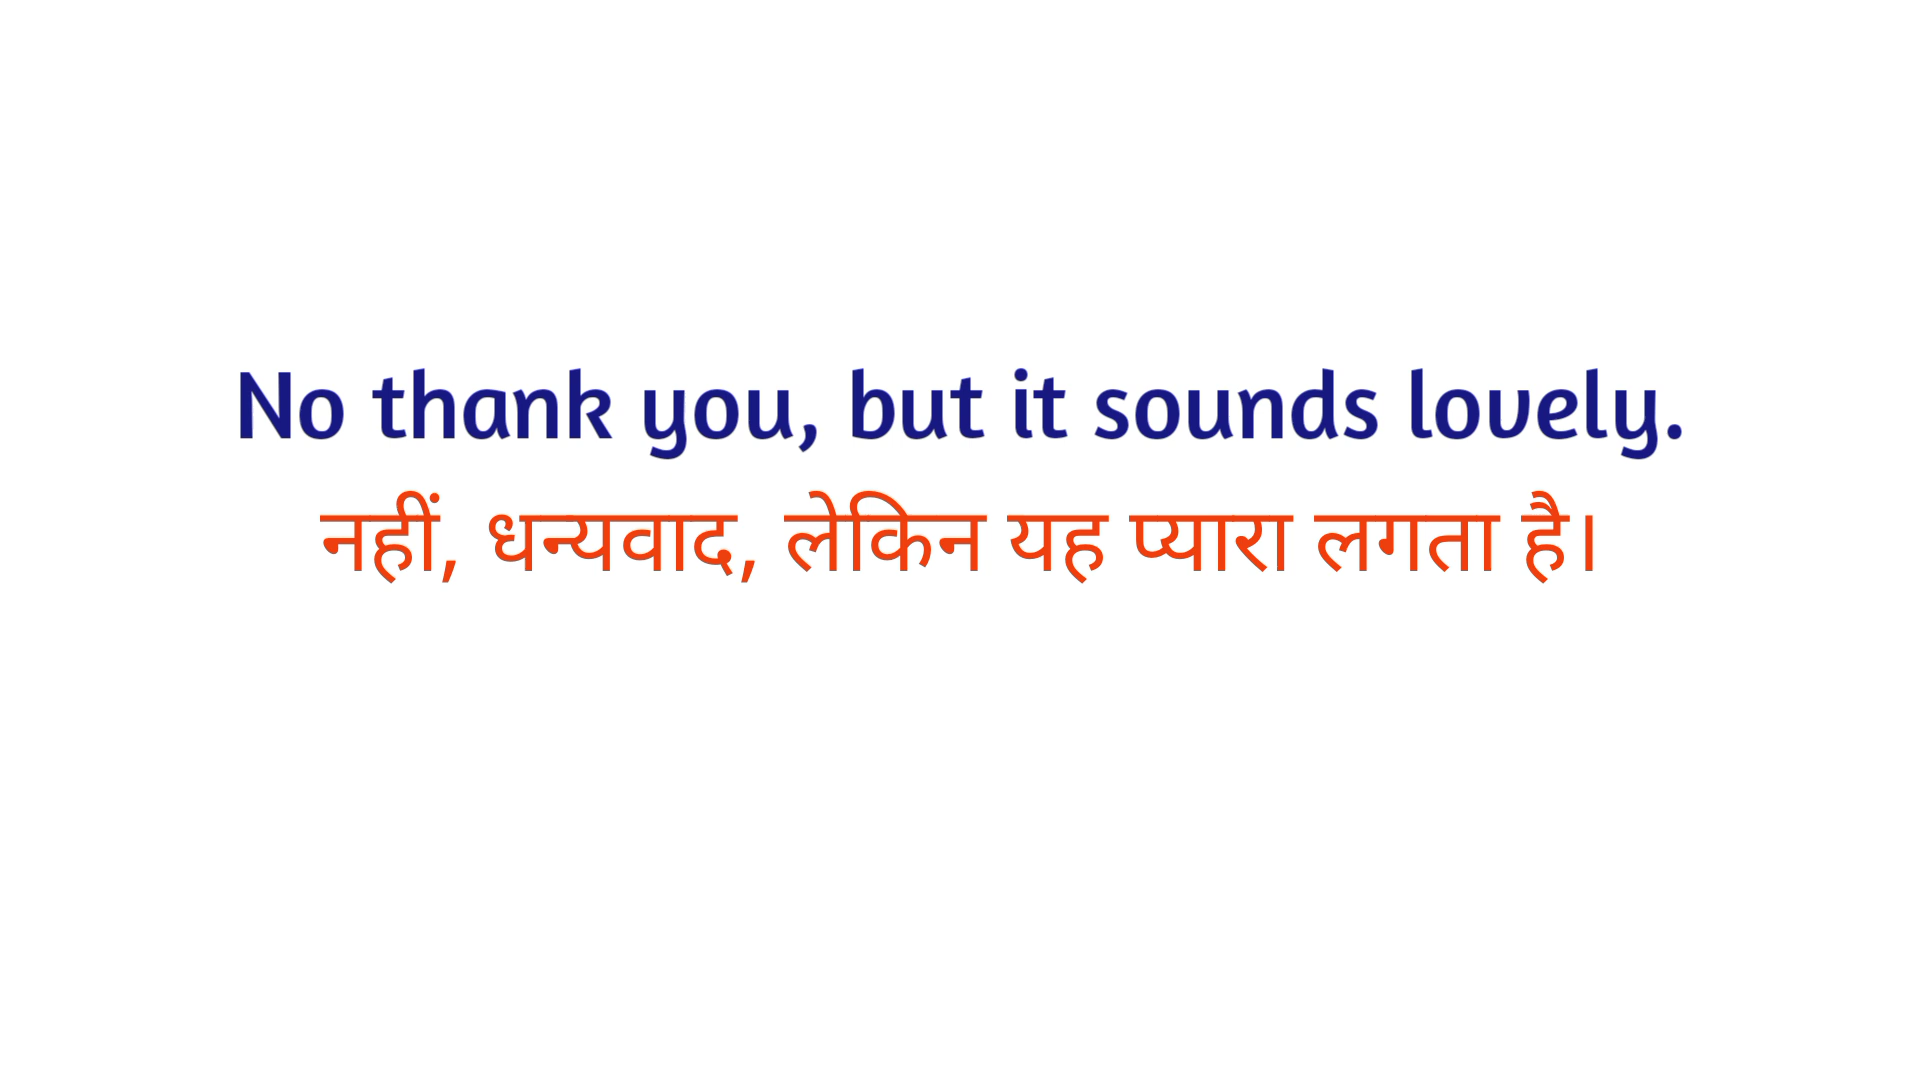 No thank you, but it sounds lovely.
नहीं, धन्यवाद, लेकिन यह प्यारा लगता है।